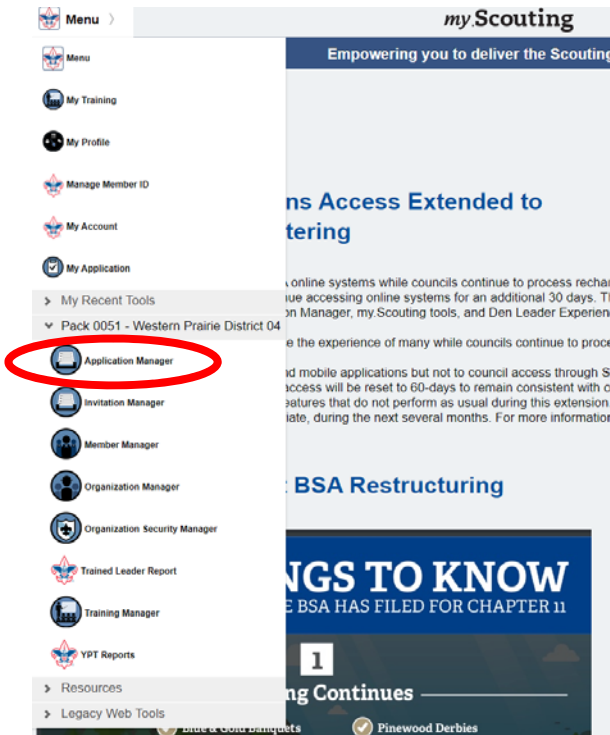 Menu
my.Scouting
Menu
Empowering you to deliver the Scouting
My Training
My Profile
Manage Member ID
ns Access Extended to
tering
My Account
My Application
online systems while councils continue to process rechar
My Recent Tools
ue accessing online systems for an additional 30 days. T
on Manager, my.Scouting tools, and Den Leader Experien
Pack 0051 - Western Prairie District 04
e the experience of many while councils continue to proce
Application Manager
nd mobile applications but not to council access through S
access will be reset to 60-days to remain consistent with
eatures that do not perform as usual during this extension
Invitation Manager
iate, during the next several months. For more information
Member Manager
Organization Manager
BSA Restructuring
Organization Security Manager
Trained Leader Report
NGS TO KNOW
E BSA HAS FILED FOR CHAPTER 11
Training Manager
YPT Reports
1
Resources
ng Continues
Legacy Web Tools
Blue & Gold Banquets
Pinewood Derbies